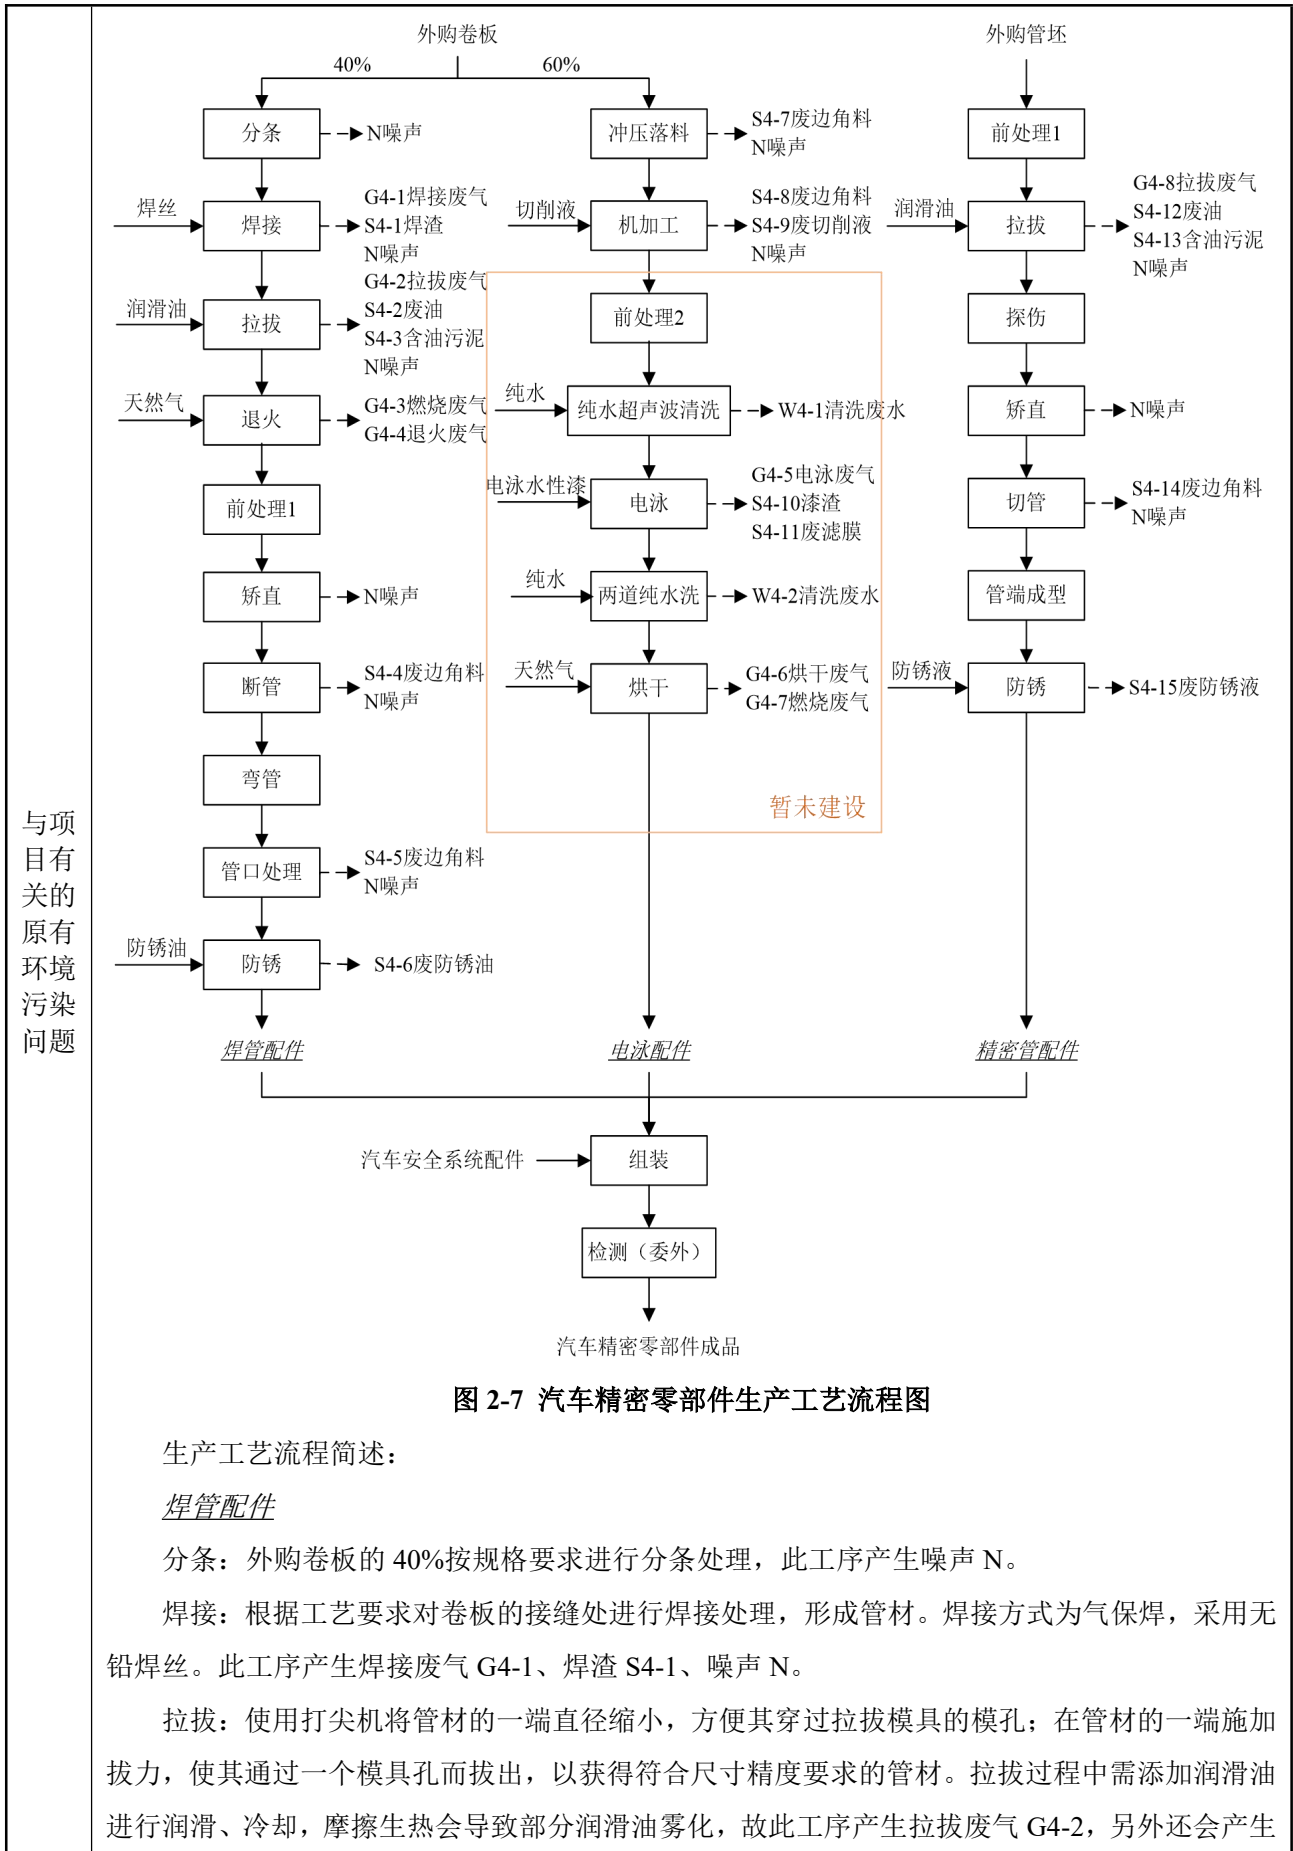 外购卷板
40%
60%
分条
N噪声
焊丝
焊接
G4-1焊接废气
S4-1焊渣
N噪声
润滑油
拉拔
G4-2拉拔废气
S4-2废油
S4-3含油污泥
N噪声
天然气
退火
G4-3燃烧废气
G4-4退火废气
前处理1
矫直
N噪声
断管
S4-4废边角料
N噪声
弯管
管口处理
S4-5废边角料
N噪声
防锈油
防锈
S4-6废防锈油
焊管配件
冲压落料
S4-7废边角料
N噪声
切削液
机加工
S4-8废边角料
S4-9废切削液
N噪声
前处理2
纯水
纯水超声波清洗
W4-1清洗废水
电泳水性漆
电泳
G4-5电泳废气
S4-10漆渣
S4-11废滤膜
纯水
两道纯水洗
W4-2清洗废水
天然气
烘干
G4-6烘干废气
G4-7燃烧废气
暂未建设
电泳配件
外购管坯
前处理1
润滑油
拉拔
G4-8拉拔废气
S4-12废油
S4-13含油污泥
N噪声
探伤
矫直
N噪声
切管
S4-14废边角料
N噪声
管端成型
防锈液
防锈
S4-15废防锈液
精密管配件
汽车安全系统配件
组装
检测（委外）
汽车精密零部件成品
与项
目有
关的
原有
环境
污染
问题
图 2-7 汽车精密零部件生产工艺流程图
生产工艺流程简述：
焊管配件
分条：外购卷板的 40%按规格要求进行分条处理，此工序产生噪声 N。
焊接：根据工艺要求对卷板的接缝处进行焊接处理，形成管材。焊接方式为气保焊，采用无
铅焊丝。此工序产生焊接废气 G4-1、焊渣 S4-1、噪声 N。
拉拔：使用打尖机将管材的一端直径缩小，方便其穿过拉拔模具的模孔；在管材的一端施加
拔力，使其通过一个模具孔而拔出，以获得符合尺寸精度要求的管材。拉拔过程中需添加润滑油
进行润滑、冷却，摩擦生热会导致部分润滑油雾化，故此工序产生拉拔废气 G4-2，另外还会产生